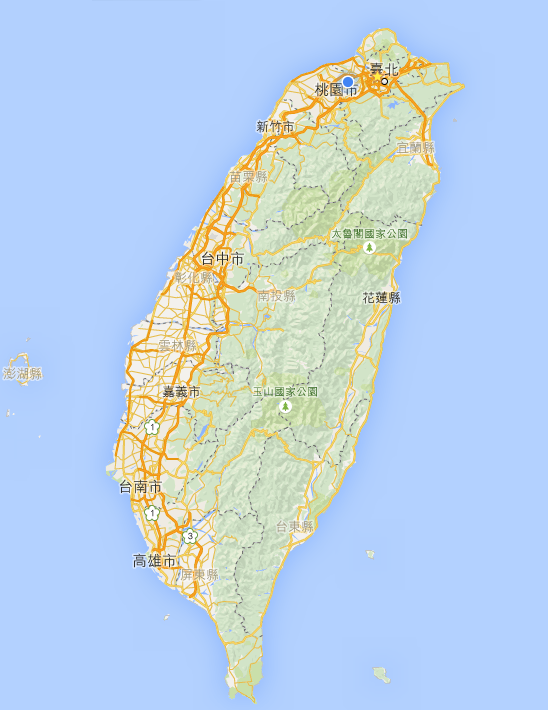 臺北
桃園市
新竹市
宜蘭縣
苗栗縣
太魯閣國家公園
台中市
彰化縣
南投縣
花蓮縣
雲林縣
澎湖縣
嘉義市
玉山國家公園
1
台南市
1
台東縣
3
高雄市
屏東縣